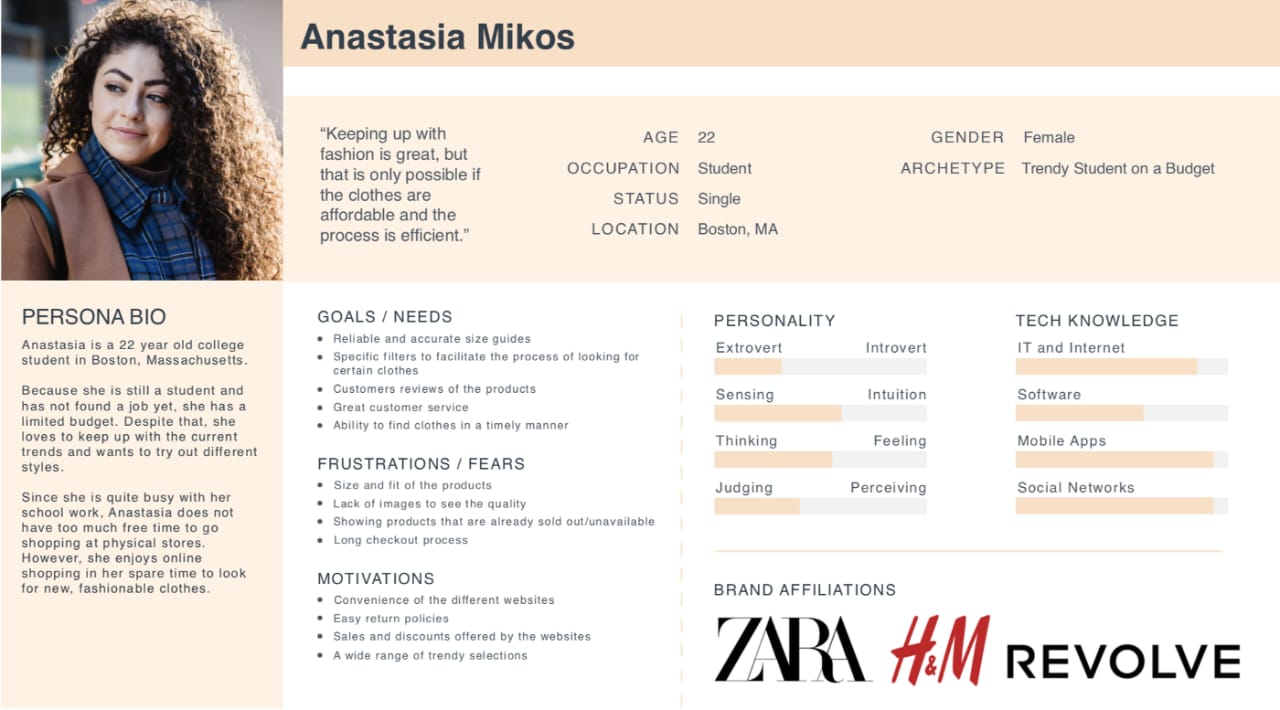 Anastasia Mikos
“Keeping up with
fashion is great, but
that is only possible if
the clothes are
affordable and the
process is efficient.”
AGE 22
OCCUPATION Student
STATUS Single
LOCATION Boston, MA
GENDER Female
ARCHETYPE Trendy Student on a Budget
PERSONA BIO
Anastasia is a 22 year old college
student in Boston, Massachusetts.
Because she is still a student and
has not found a job yet, she has a
limited budget. Despite that, she
loves to keep up with the current
trends and wants to try out different
styles.
Since she is quite busy with her
school work, Anastasia does not
have too much free time to go
shopping at physical stores.
However, she enjoys online
shopping in her spare time to look
for new, fashionable clothes.
GOALS / NEEDS
Reliable and accurate size guides
Specific filters to facilitate the process of looking for
certain clothes
Customers reviews of the products
Great customer service
Ability to find clothes in a timely manner
FRUSTRATIONS / FEARS
Size and fit of the products
Lack of images to see the quality
Showing products that are already sold out/unavailable
Long checkout process
MOTIVATIONS
Convenience of the different websites
Easy return policies
Sales and discounts offered by the websites
A wide range of trendy selections
PERSONALITY
Extrovert Introvert
Sensing Intuition
Thinking Feeling
Judging Perceiving
TECH KNOWLEDGE
IT and Internet
Software
Mobile Apps
Social Networks
BRAND AFFILIATIONS
ZARA H&M REVOLVE